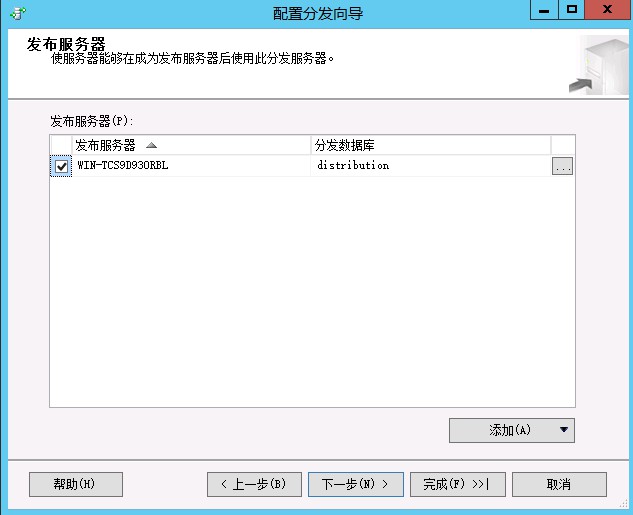 配置分发向导
发布服务器
使服务器能够在成为发布服务器后使用此分发服务器。
发布服务器(P):
发布服务器 分发数据库
WIN-TCS9D93ORBL distribution ...
添加(A)
帮助(H) < 上一步(B) 下一步(N) > 完成(F) >>| 取消